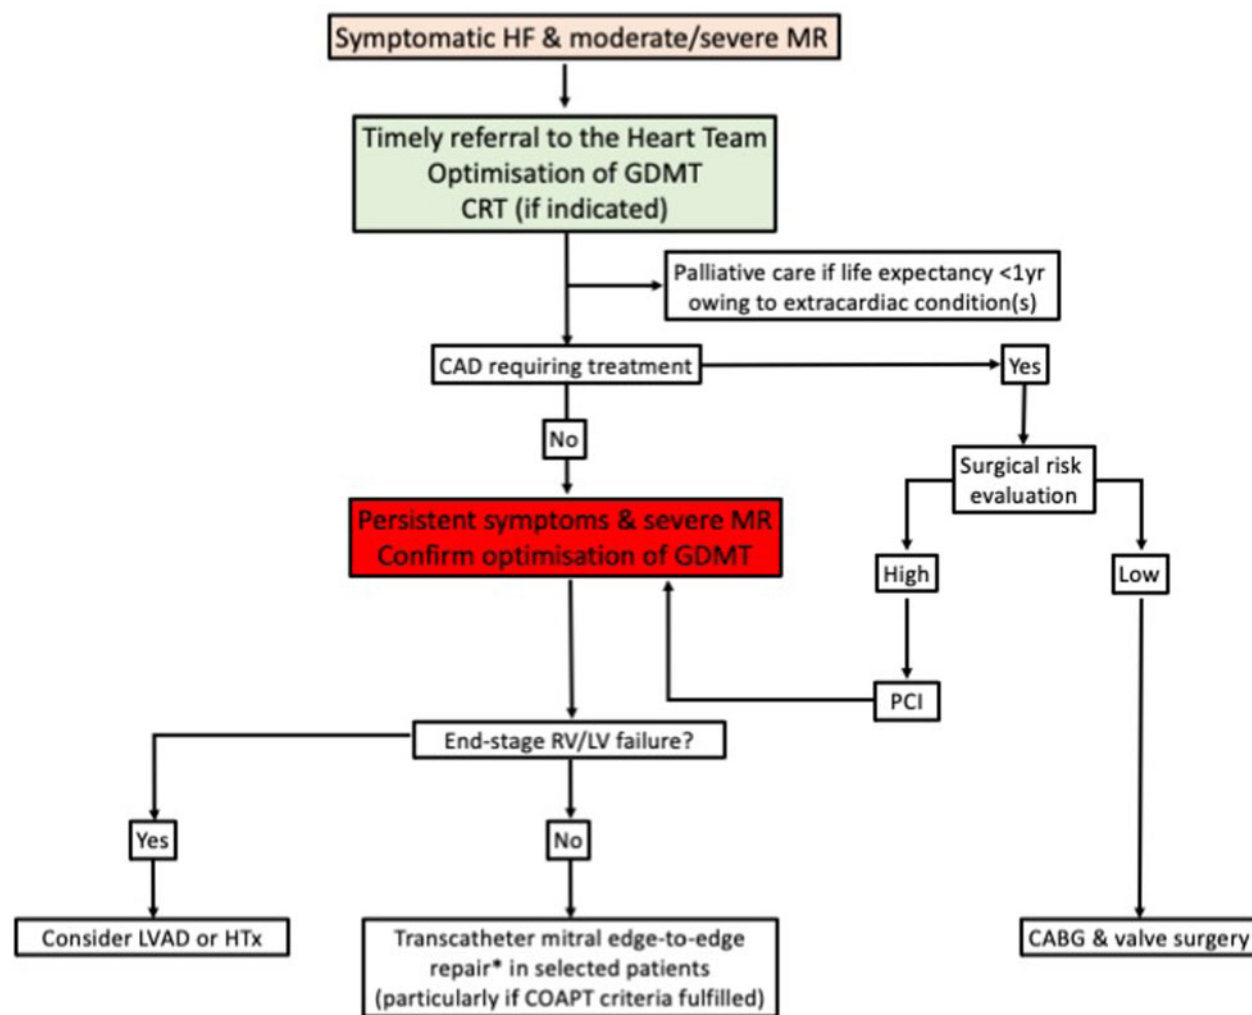 Symptomatic HF & moderate/severe MR
Timely referral to the Heart Team
Optimisation of GDMT
CRT (if indicated)
Palliative care if life expectancy <1yr
owing to extracardiac condition(s)
CAD requiring treatment
Yes
No
Surgical risk
evaluation
Persistent symptoms & severe MR
Confirm optimisation of GDMT
High
Low
PCI
End-stage RV/LV failure?
Yes
No
Consider LVAD or HTx
Transcatheter mitral edge-to-edge
repair* in selected patients
(particularly if COAPT criteria fulfilled)
CABG & valve surgery